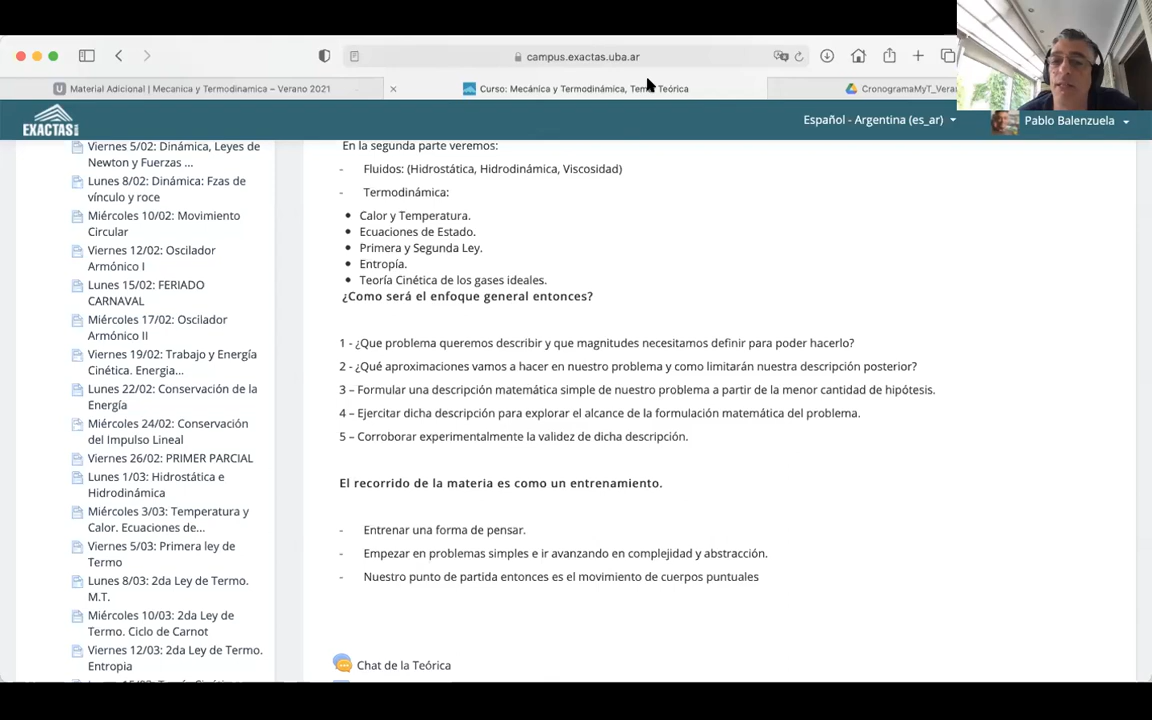 campus.exactas.uba.ar
Material Adicional | Mecanica y Termodinamica – Verano 2021
Curso: Mecánica y Termodinámica, Teórica
CronogramaMyT_Vera
EXACTAS
Español - Argentina (es_ar)
Pablo Balenzuela
Viernes 5/02: Dinámica, Leyes de
Newton y Fuerzas ...
Lunes 8/02: Dinámica: Fzas de
vínculo y roce
Miércoles 10/02: Movimiento
Circular
Viernes 12/02: Oscilador
Armónico I
Lunes 15/02: FERIADO
CARNAVAL
Miércoles 17/02: Oscilador
Armónico II
Viernes 19/02: Trabajo y Energía
Cinética. Energia...
Lunes 22/02: Conservación de la
Energía
Miércoles 24/02: Conservación
del Impulso Lineal
Viernes 26/02: PRIMER PARCIAL
Lunes 1/03: Hidrostática e
Hidrodinámica
Miércoles 3/03: Temperatura y
Calor. Ecuaciones de...
Viernes 5/03: Primera ley de
Termo
Lunes 8/03: 2da Ley de Termo.
M.T.
Miércoles 10/03: 2da Ley de
Termo. Ciclo de Carnot
Viernes 12/03: 2da Ley de Termo.
Entropia
En la segunda parte veremos:
- Fluidos: (Hidrostática, Hidrodinámica, Viscosidad)
- Termodinámica:
• Calor y Temperatura.
• Ecuaciones de Estado.
• Primera y Segunda Ley.
• Entropía.
• Teoría Cinética de los gases ideales.
¿Como será el enfoque general entonces?
1 - ¿Que problema queremos describir y que magnitudes necesitamos definir para poder hacerlo?
2 - ¿Qué aproximaciones vamos a hacer en nuestro problema y como limitarán nuestra descripción posterior?
3 – Formular una descripción matemática simple de nuestro problema a partir de la menor cantidad de hipótesis.
4 – Ejercitar dicha descripción para explorar el alcance de la formulación matemática del problema.
5 – Corroborar experimentalmente la validez de dicha descripción.
El recorrido de la materia es como un entrenamiento.
- Entrenar una forma de pensar.
- Empezar en problemas simples e ir avanzando en complejidad y abstracción.
- Nuestro punto de partida entonces es el movimiento de cuerpos puntuales
Chat de la Teórica